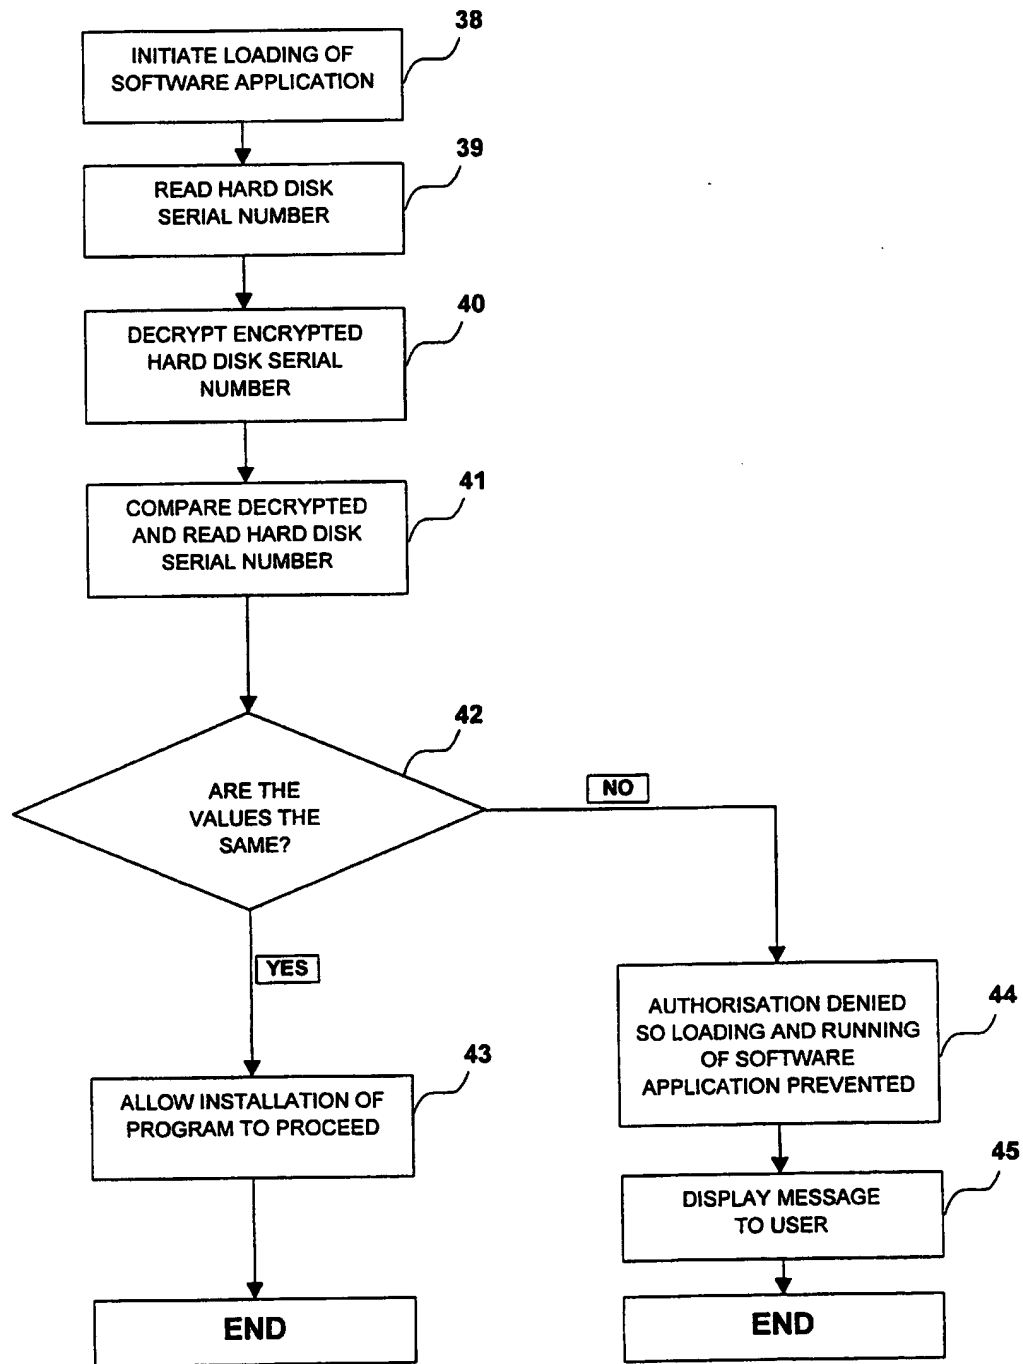 38
INITIATE LOADING OF
SOFTWARE APPLICATION
39
READ HARD DISK
SERIAL NUMBER
40
DECRYPT ENCRYPTED
HARD DISK SERIAL
NUMBER
41
COMPARE DECRYPTED
AND READ HARD DISK
SERIAL NUMBER
42
ARE THE
VALUES THE
SAME?
NO
YES
43
ALLOW INSTALLATION OF
PROGRAM TO PROCEED
END
44
AUTHORISATION DENIED
SO LOADING AND RUNNING
OF SOFTWARE
APPLICATION PREVENTED
45
DISPLAY MESSAGE
TO USER
END